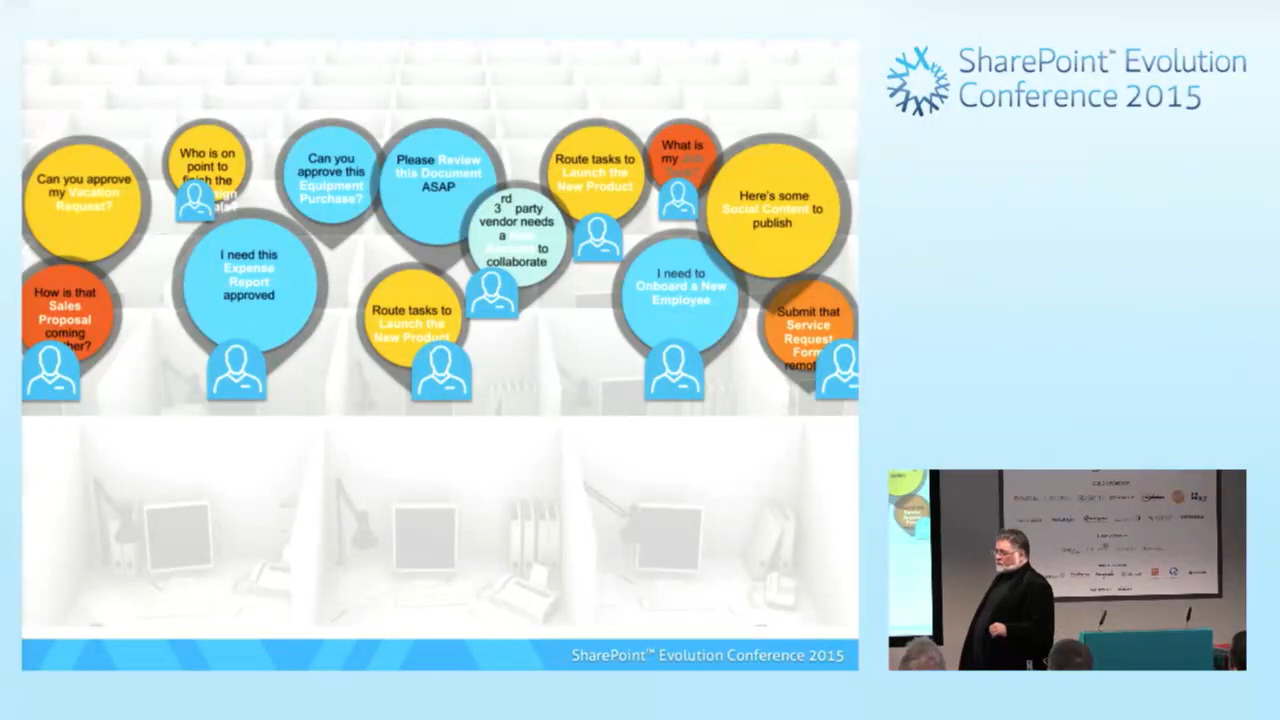 SharePoint™ Evolution
Conference 2015
Can you approve
my Vacation
Request?
Who is on
point to
finish the
Can you
approve this
Equipment
Purchase?
Please Review
this Document
ASAP
3rd party
vendor needs
a
to
collaborate
Route tasks to
Launch the
New Product
What is
my
Here's some
Social Content to
publish
I need this
Expense
Report
approved
How is that
Sales
Proposal
coming
Route tasks to
Launch the
New Product
I need to
Onboard a New
Employee
Submit that
Service
Request
Form
SharePoint™ Evolution Conference 2015